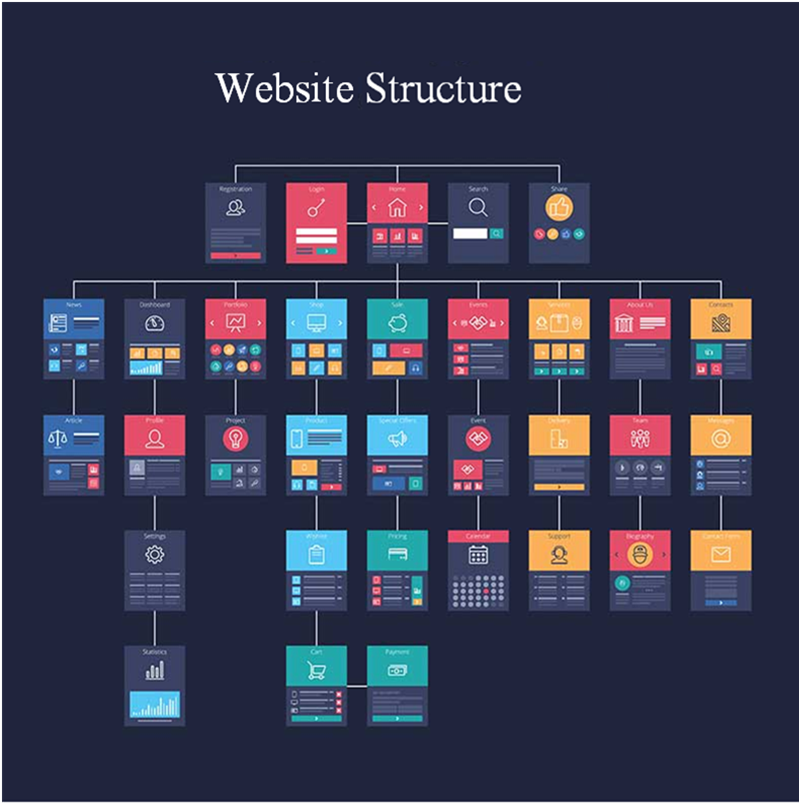 Website Structure
Registration
Login
Home
Search
Share
News
Dashboard
Portfolio
Shop
Sale
Events
Services
About Us
Contacts
Article
Profile
Project
Product
Special Offers
Event
Delivery
Team
Messages
Settings
Wishlist
Pricing
Calendar
Support
Biography
Contact Form
Statistics
Cart
Payment